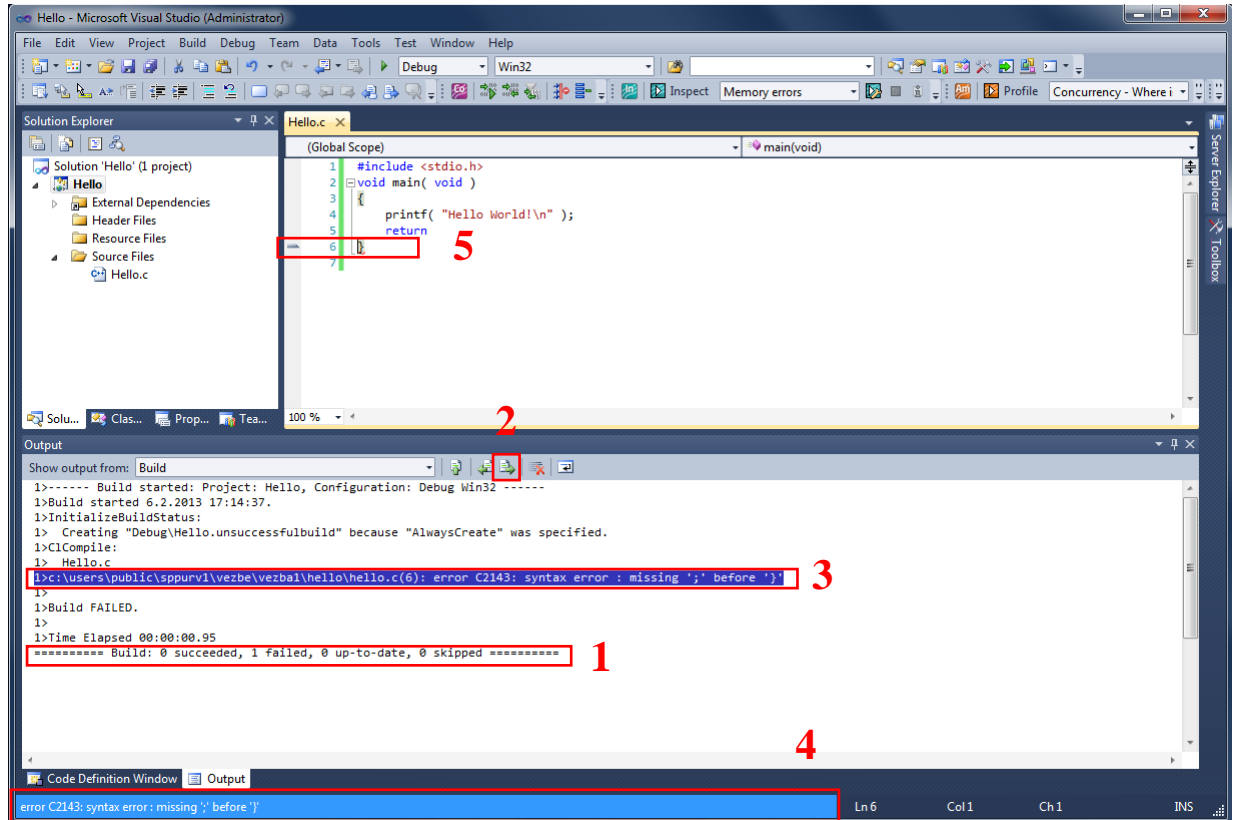 Hello - Microsoft Visual Studio (Administrator)
File Edit View Project Build Debug Team Data Tools Test Window Help
Debug Win32
Inspect Memory errors Profile Concurrency - Where i
Solution Explorer
Solution 'Hello' (1 project)
Hello
External Dependencies
Header Files
Resource Files
Source Files
Hello.c
Solu... Clas... Prop... Tea...
Hello.c
(Global Scope) main(void)
1 #include <stdio.h>
2 void main( void )
3 {
4 printf( "Hello World!\n" );
5 return
6 }
7
5
100 %
Server Explorer
Toolbox
2
Output
Show output from: Build
1>------ Build started: Project: Hello, Configuration: Debug Win32 ------
1>Build started 6.2.2013 17:14:37.
1>InitializeBuildStatus:
1> Creating "Debug\Hello.unsuccessfulbuild" because "AlwaysCreate" was specified.
1>ClCompile:
1> Hello.c
1>c:\users\public\sppurv1\vezbe\vezba1\hello\hello.c(6): error C2143: syntax error : missing ';' before '}'
3
1>
1>Build FAILED.
1>
1>Time Elapsed 00:00:00.95
========== Build: 0 succeeded, 1 failed, 0 up-to-date, 0 skipped ==========
1
4
Code Definition Window Output
error C2143: syntax error : missing ';' before '}' Ln 6 Col 1 Ch 1 INS